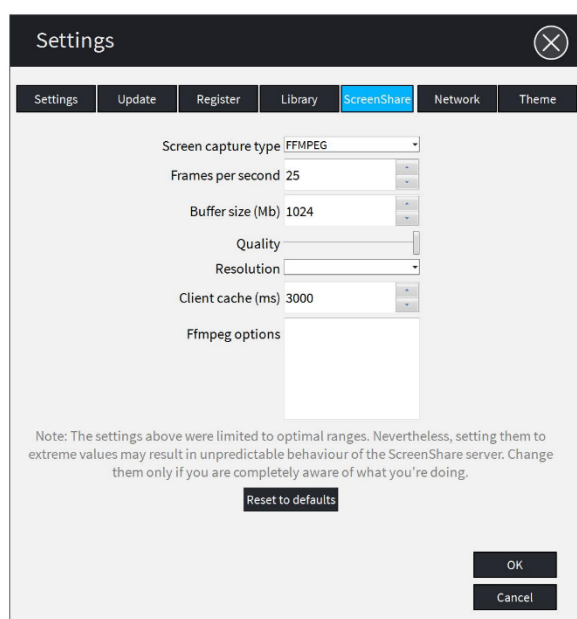 Settings
Settings Update Register Library ScreenShare Network Theme
Screen capture type FFMPEG
Frames per second 25
Buffer size (Mb) 1024
Quality
Resolution
Client cache (ms) 3000
Ffmpeg options
Note: The settings above were limited to optimal ranges. Nevertheless, setting them to
extreme values may result in unpredictable behaviour of the ScreenShare server. Change
them only if you are completely aware of what you're doing.
Reset to defaults
OK
Cancel